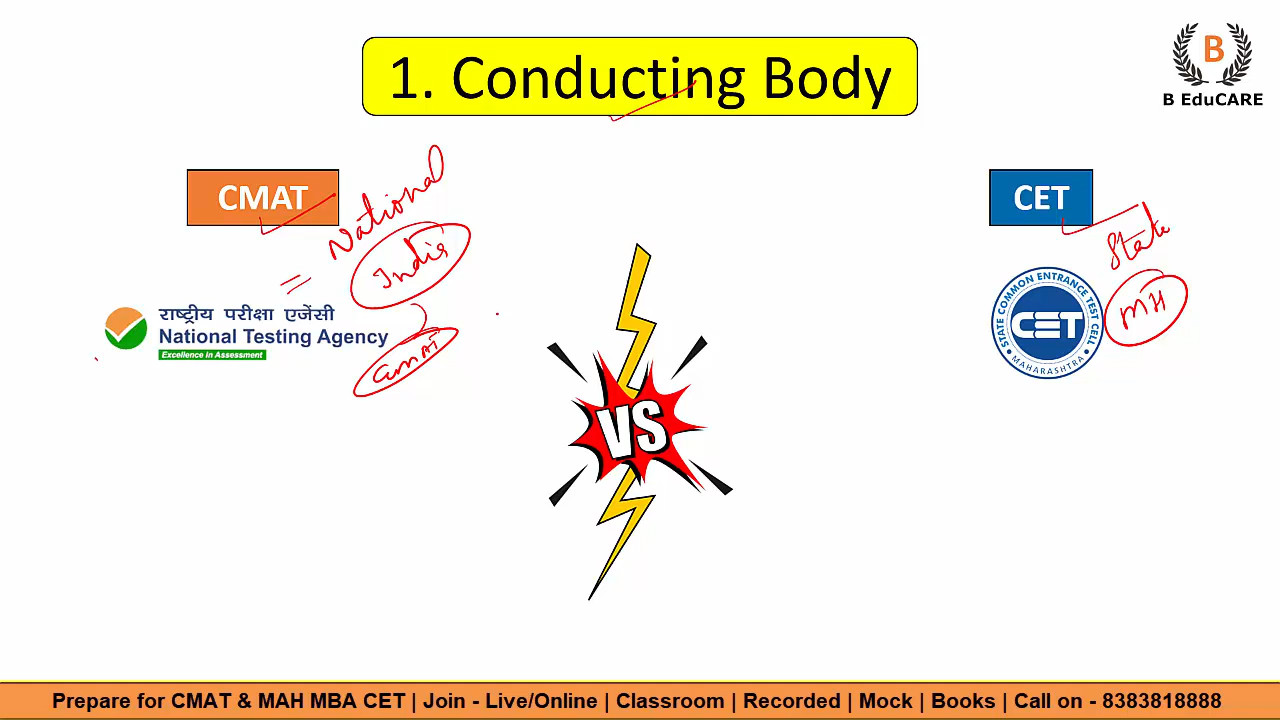 1. Conducting Body
B
B EduCARE
CMAT
National
India
=
राष्ट्रीय परीक्षा एजेंसी
National Testing Agency
Excellence in Assessment
CMAT
VS
CET
State
MH
STATE COMMON ENTRANCE TEST CELL
CET
MAHARASHTRA
Prepare for CMAT & MAH MBA CET | Join - Live/Online | Classroom | Recorded | Mock | Books | Call on - 8383818888